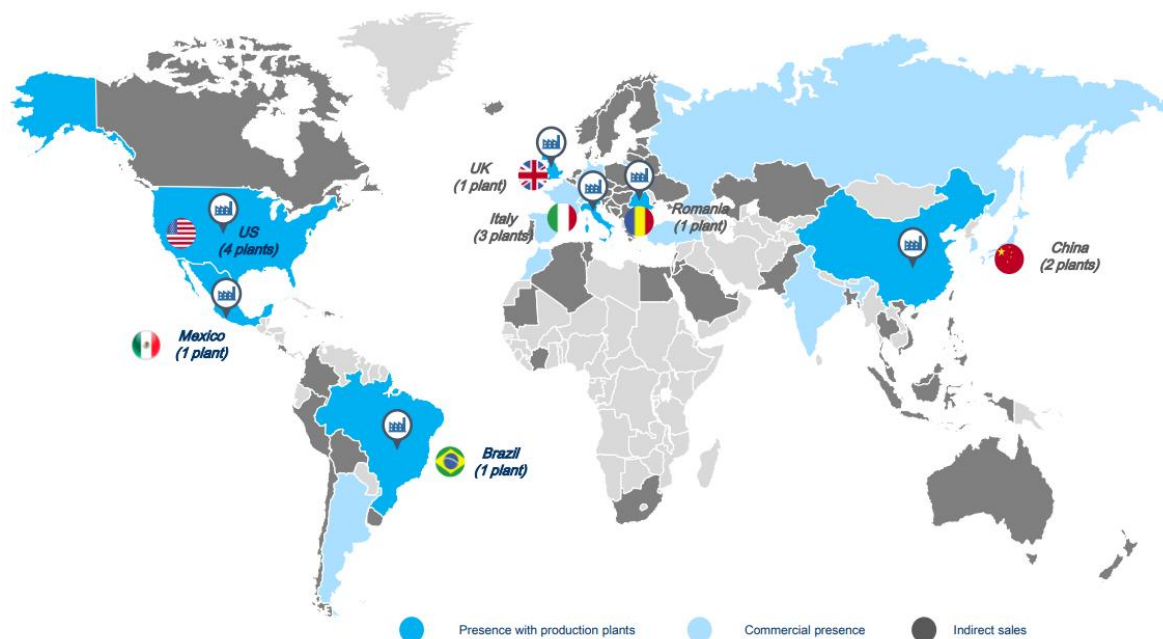 UK
(1 plant)
Italy
(3 plants)
Romania
(1 plant)
US
(4 plants)
China
(2 plants)
Mexico
(1 plant)
Brazil
(1 plant)
Presence with production plants
Commercial presence
Indirect sales